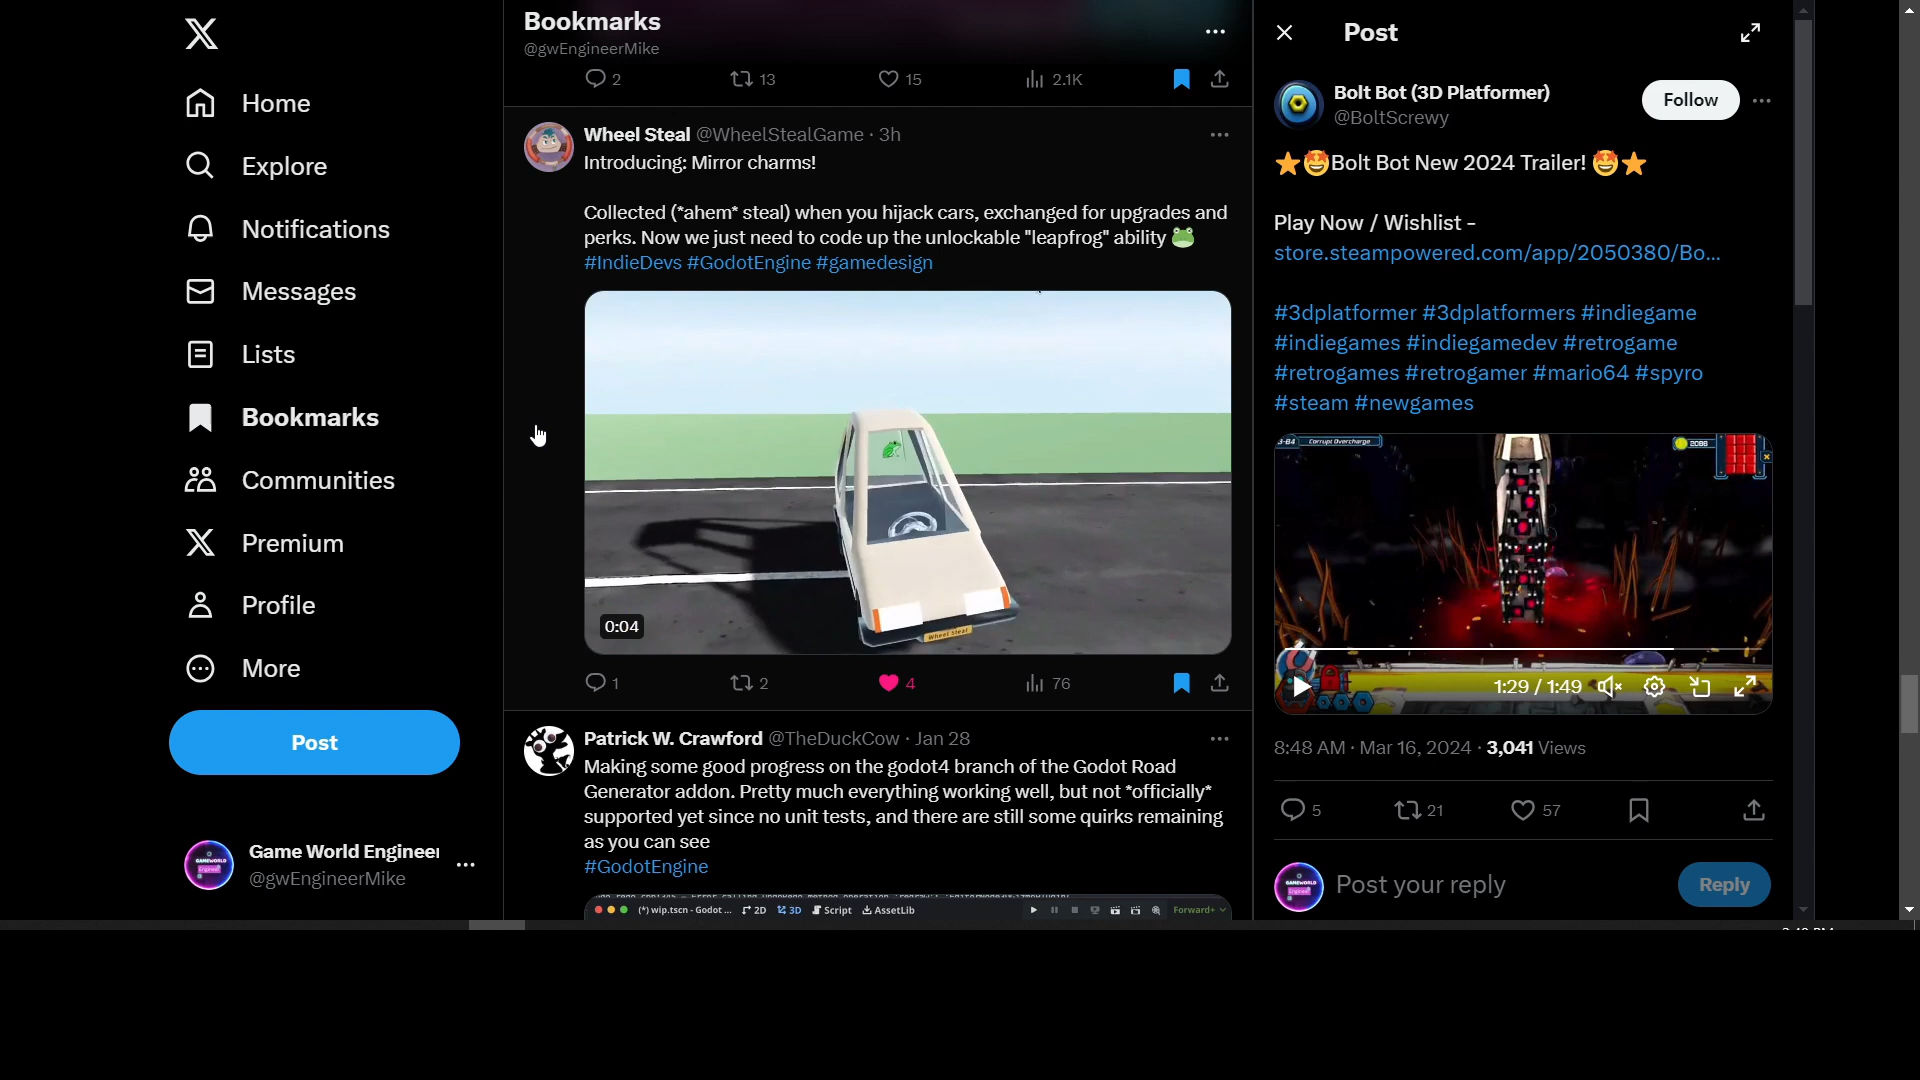 Home
Explore
Notifications
Messages
Lists
Bookmarks
Communities
Premium
Profile
More
Post
Game World Engineer
@gwEngineerMike
Bookmarks
@gwEngineerMike
2 13 15 2.1K
Wheel Steal @WheelStealGame · 3h
Introducing: Mirror charms!
Collected (*ahem* steal) when you hijack cars, exchanged for upgrades and
perks. Now we just need to code up the unlockable "leapfrog" ability 🐸
#IndieDevs #GodotEngine #gamedesign
Wheel Steal
0:04
1 2 4 76
Patrick W. Crawford @TheDuckCow · Jan 28
Making some good progress on the godot4 branch of the Godot Road
Generator addon. Pretty much everything working well, but not *officially*
supported yet since no unit tests, and there are still some quirks remaining
as you can see
#GodotEngine
(*) wip.tscn - Godot ... 2D 3D Script AssetLib Forward+
Post
Bolt Bot (3D Platformer)
@BoltScrewy
Follow
⭐🤩Bolt Bot New 2024 Trailer! 🤩⭐
Play Now / Wishlist -
store.steampowered.com/app/2050380/Bo...
#3dplatformer #3dplatformers #indiegame
#indiegames #indiegamedev #retrogame
#retrogames #retrogamer #mario64 #spyro
#steam #newgames
3-B4 Corrupt Overcharge
1:29 / 1:49
8:48 AM · Mar 16, 2024 · 3,041 Views
5 21 57
Post your reply
Reply